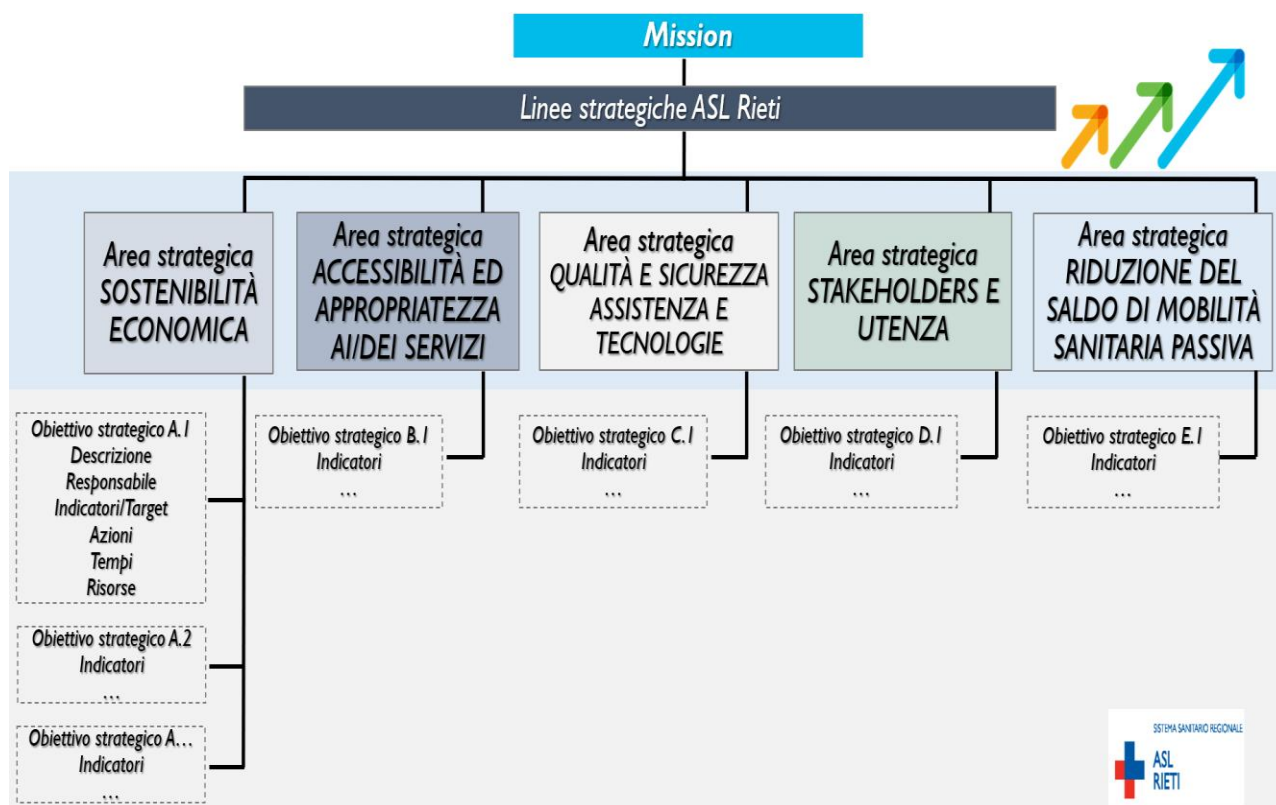 Mission
Linee strategiche ASL Rieti
Area strategica
SOSTENIBILITÀ
ECONOMICA
Area strategica
ACCESSIBILITÀ ED
APPROPRIATEZZA
AI/DEI SERVIZI
Area strategica
QUALITÀ E SICUREZZA
ASSISTENZA E
TECNOLOGIE
Area strategica
STAKEHOLDERS E
UTENZA
Area strategica
RIDUZIONE DEL
SALDO DI MOBILITÀ
SANITARIA PASSIVA
Obiettivo strategico A.1
Descrizione
Responsabile
Indicatori/Target
Azioni
Tempi
Risorse
Obiettivo strategico B.1
Indicatori
…
Obiettivo strategico C.1
Indicatori
…
Obiettivo strategico D.1
Indicatori
…
Obiettivo strategico E.1
Indicatori
…
Obiettivo strategico A.2
Indicatori
…
Obiettivo strategico A…
Indicatori
…
SISTEMA SANITARIO REGIONALE
ASL
RIETI